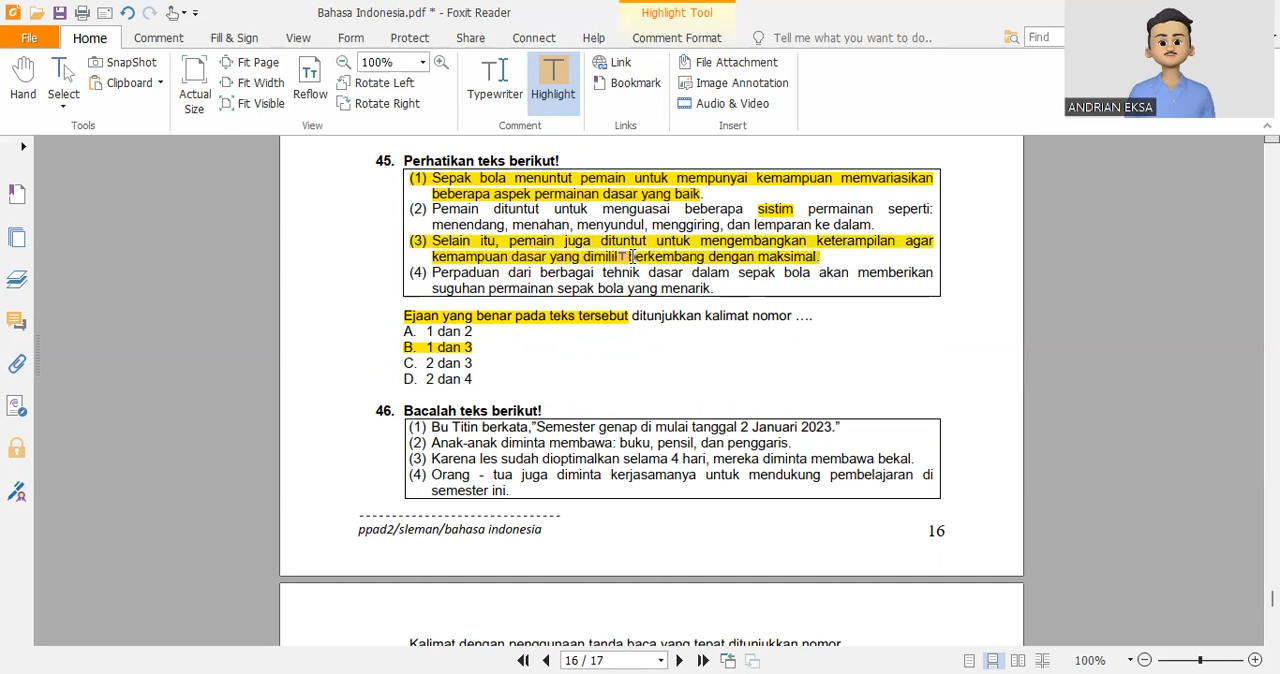 Bahasa Indonesia.pdf * - Foxit Reader
Highlight Tool
File
Home
Comment
Fill & Sign
View
Form
Protect
Share
Connect
Help
Comment Format
Tell me what you want to do..
Find
Hand
Select
SnapShot
Clipboard
Actual Size
Fit Page
Fit Width
Fit Visible
Reflow
100%
Rotate Left
Rotate Right
Typewriter
Highlight
Link
Bookmark
File Attachment
Image Annotation
Audio & Video
ANDRIAN EKSA
Tools
View
Comment
Links
Insert
45. Perhatikan teks berikut!
(1) Sepak bola menuntut pemain untuk mempunyai kemampuan memvariasikan
beberapa aspek permainan dasar yang baik.
(2) Pemain dituntut untuk menguasai beberapa sistim permainan seperti:
menendang, menahan, menyundul, menggiring, dan lemparan ke dalam.
(3) Selain itu, pemain juga dituntut untuk mengembangkan keterampilan agar
kemampuan dasar yang berkembang dengan maksimal.
(4) Perpaduan dari berbagai tehnik dasar dalam sepak bola akan memberikan
suguhan permainan sepak bola yang menarik.
Ejaan yang benar pada teks tersebut ditunjukkan kalimat nomor ….
A. 1 dan 2
B. 1 dan 3
C. 2 dan 3
D. 2 dan 4
46. Bacalah teks berikut!
(1) Bu Titin berkata,"Semester genap di mulai tanggal 2 Januari 2023."
(2) Anak-anak diminta membawa: buku, pensil, dan penggaris.
(3) Karena les sudah dioptimalkan selama 4 hari, mereka diminta membawa bekal.
(4) Orang - tua juga diminta kerjasamanya untuk mendukung pembelajaran di
semester ini.
ppad2/sleman/bahasa indonesia
16
Kalimat dengan penggunaan tanda baca yang tepat ditunjukkan nomor
16 / 17
100%